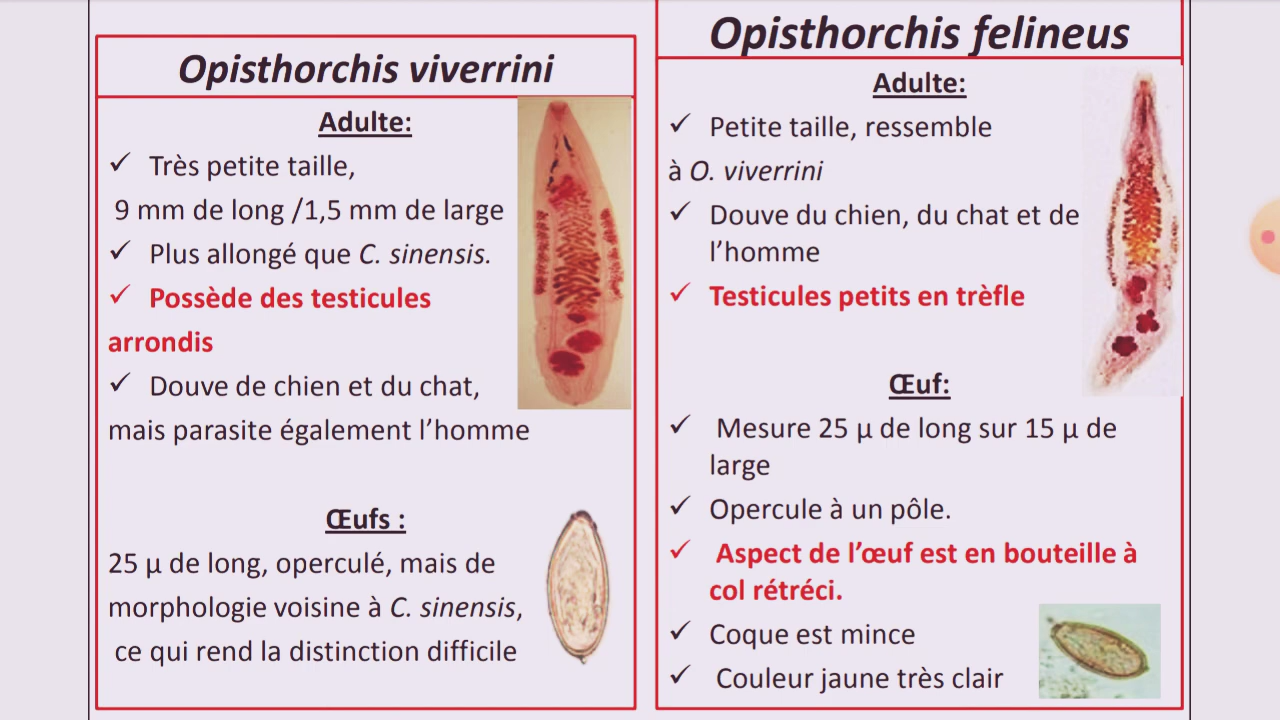 Opisthorchis viverrini
Adulte:
✓ Très petite taille,
9 mm de long /1,5 mm de large
✓ Plus allongé que C. sinensis.
✓ Possède des testicules
arrondis
✓ Douve de chien et du chat,
mais parasite également l'homme
Œufs :
25 µ de long, operculé, mais de
morphologie voisine à C. sinensis,
ce qui rend la distinction difficile
Opisthorchis felineus
Adulte:
✓ Petite taille, ressemble
à O. viverrini
✓ Douve du chien, du chat et de
l'homme
✓ Testicules petits en trèfle
Œuf:
✓ Mesure 25 µ de long sur 15 µ de
large
✓ Opercule à un pôle.
✓ Aspect de l'œuf est en bouteille à
col rétréci.
✓ Coque est mince
✓ Couleur jaune très clair